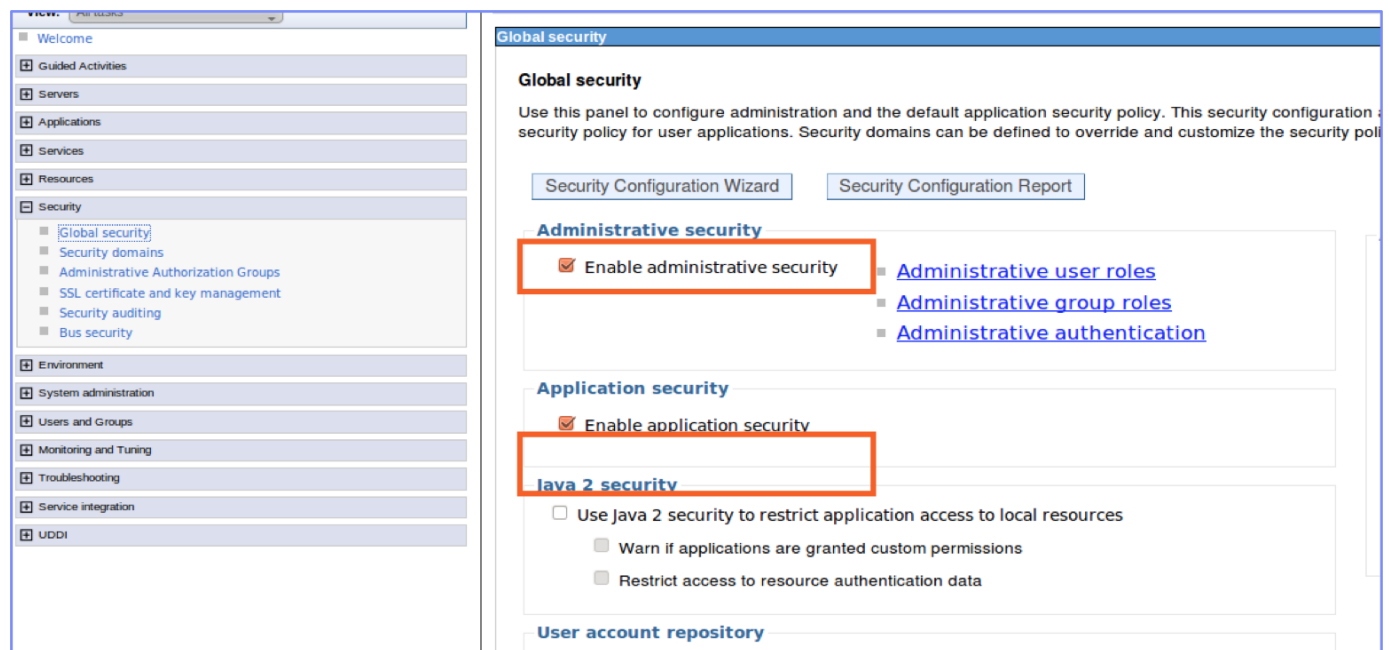 View: All tasks
Welcome
Guided Activities
Servers
Applications
Services
Resources
Security
Global security
Security domains
Administrative Authorization Groups
SSL certificate and key management
Security auditing
Bus security
Environment
System administration
Users and Groups
Monitoring and Tuning
Troubleshooting
Service integration
UDDI
Global security
Global security
Use this panel to configure administration and the default application security policy. This security configuration
security policy for user applications. Security domains can be defined to override and customize the security poli
Security Configuration Wizard Security Configuration Report
Administrative security
Enable administrative security
Administrative user roles
Administrative group roles
Administrative authentication
Application security
Enable application security
Java 2 security
Use Java 2 security to restrict application access to local resources
Warn if applications are granted custom permissions
Restrict access to resource authentication data
User account repository